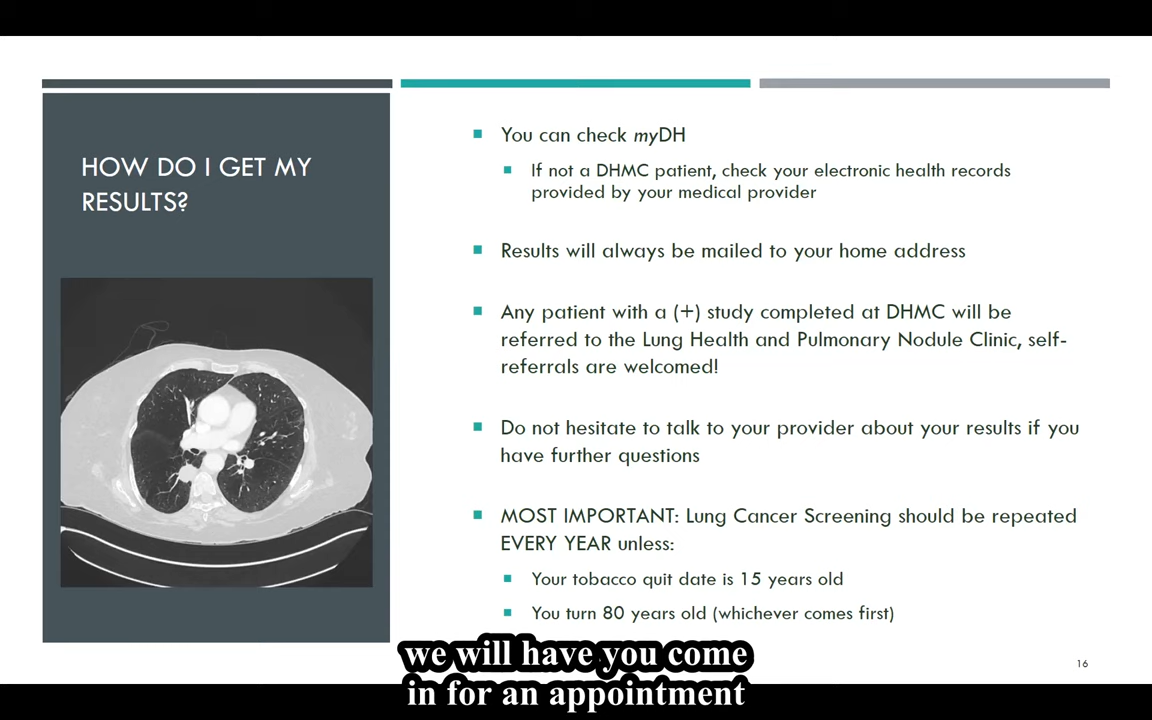 HOW DO I GET MY
RESULTS?
You can check myDH
If not a DHMC patient, check your electronic health records
provided by your medical provider
Results will always be mailed to your home address
Any patient with a (+) study completed at DHMC will be
referred to the Lung Health and Pulmonary Nodule Clinic, self-
referrals are welcomed!
Do not hesitate to talk to your provider about your results if you
have further questions
MOST IMPORTANT: Lung Cancer Screening should be repeated
EVERY YEAR unless:
Your tobacco quit date is 15 years old
You turn 80 years old (whichever comes first)
we will have you come
in for an appointment
16